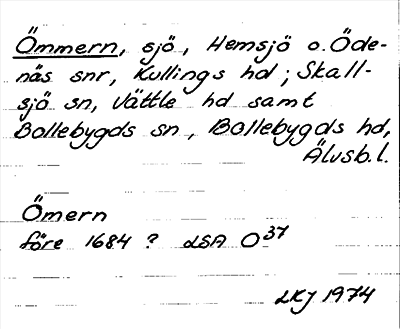 Ömmern, sjö, Hemsjö o. Öde-
näs snr, Kullings hd; Skall-
sjö sn, Vättle hd samt
Bollebygds sn, Bollebygds hd,
Älvsb.l.
Ömern
före 1684 ? LSA O37
LKJ 1974